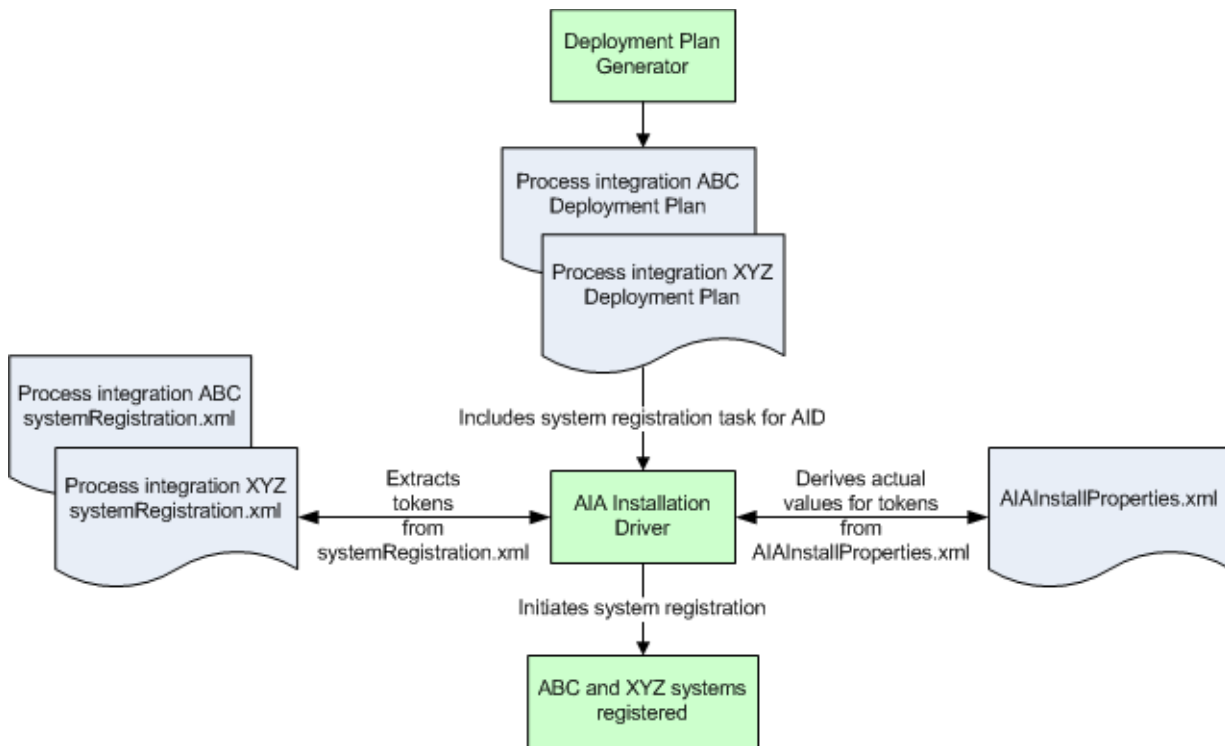 Deployment Plan
Generator
Process integration ABC
Deployment Plan
Process integration XYZ
Deployment Plan
Includes system registration task for AID
Process integration ABC
systemRegistration.xml
Process integration XYZ
systemRegistration.xml
Extracts
tokens
from
systemRegistration.xml
AIA Installation
Driver
Derives actual
values for tokens
from
AIAInstallProperties.xml
AIAInstallProperties.xml
Initiates system registration
ABC and XYZ systems
registered